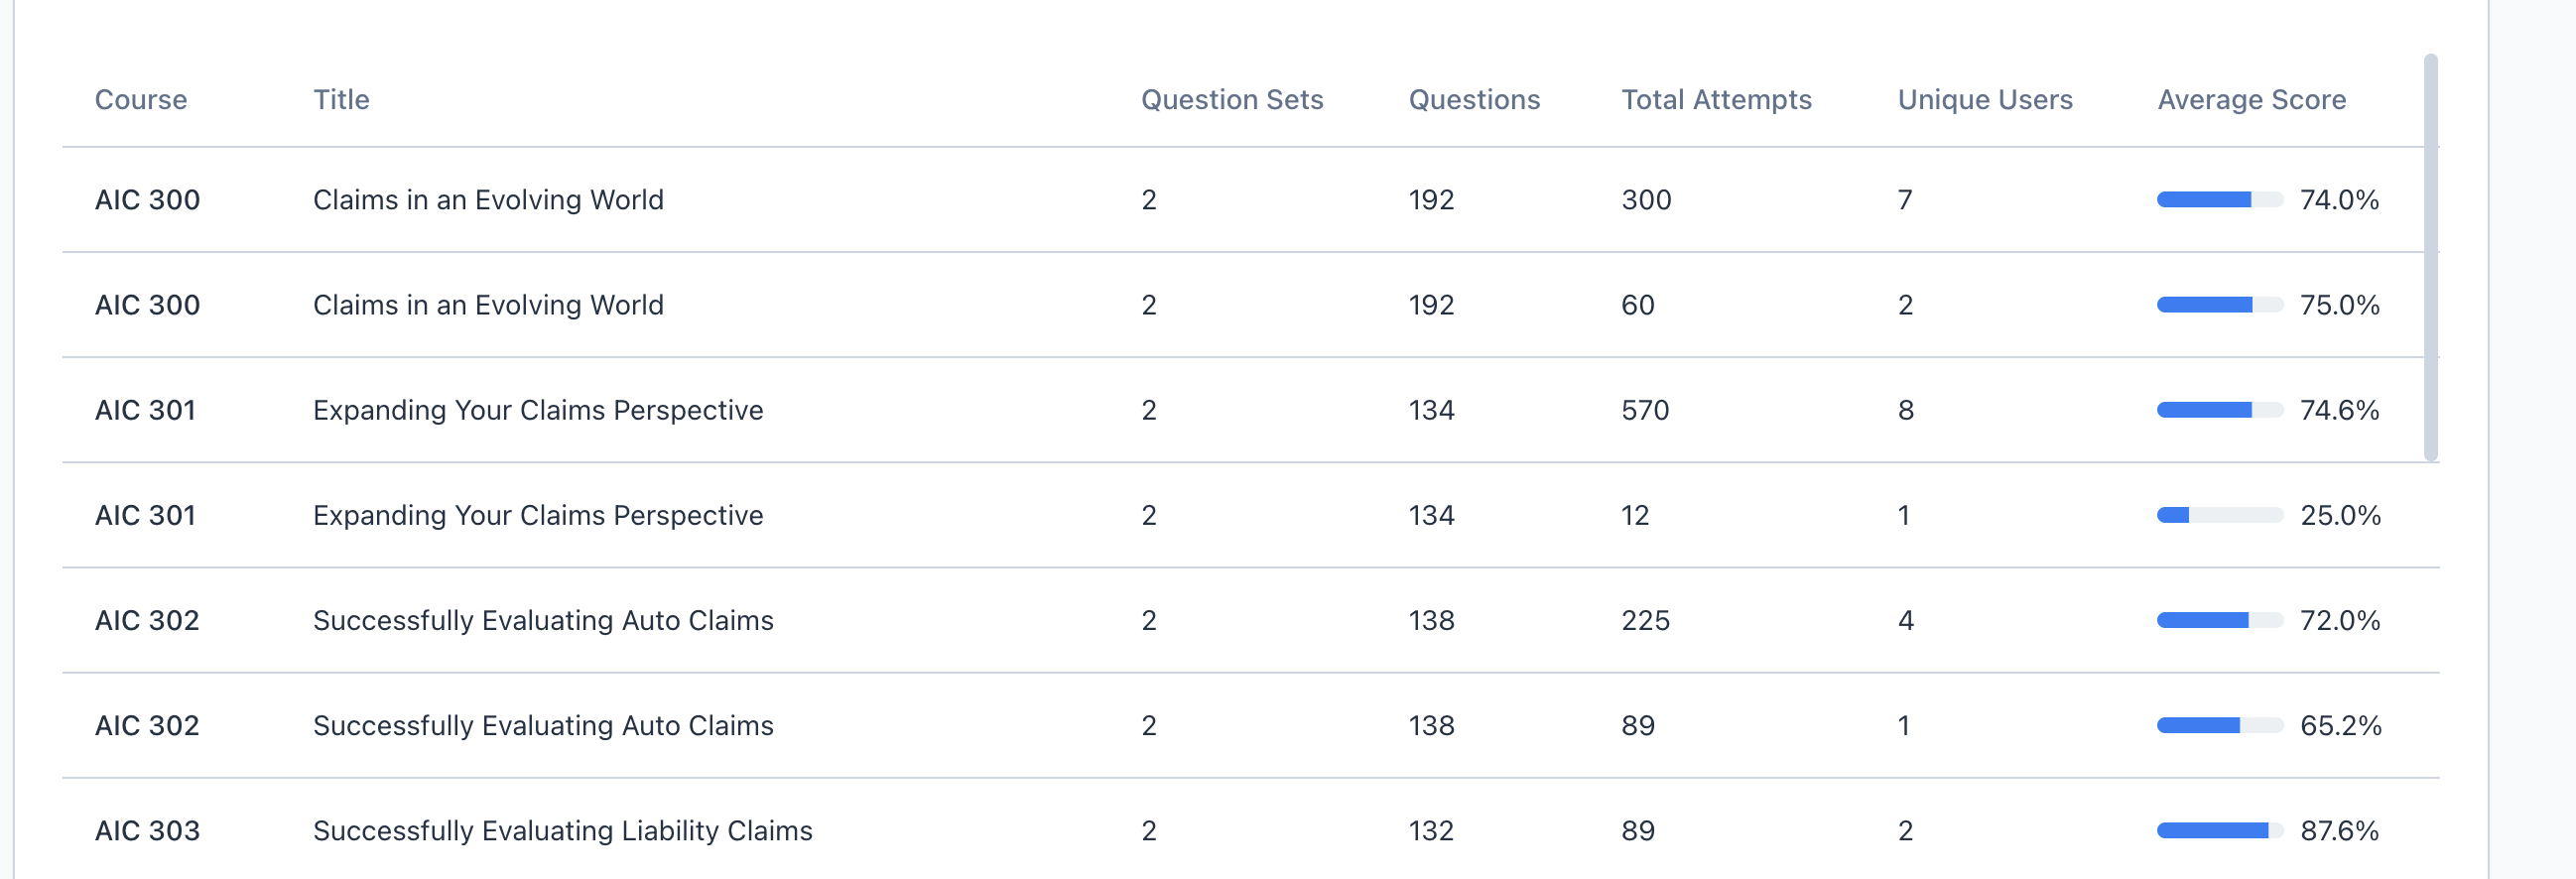 Course Title Question Sets Questions Total Attempts Unique Users Average Score
AIC 300 Claims in an Evolving World 2 192 300 7 74.0%
AIC 300 Claims in an Evolving World 2 192 60 2 75.0%
AIC 301 Expanding Your Claims Perspective 2 134 570 8 74.6%
AIC 301 Expanding Your Claims Perspective 2 134 12 1 25.0%
AIC 302 Successfully Evaluating Auto Claims 2 138 225 4 72.0%
AIC 302 Successfully Evaluating Auto Claims 2 138 89 1 65.2%
AIC 303 Successfully Evaluating Liability Claims 2 132 89 2 87.6%